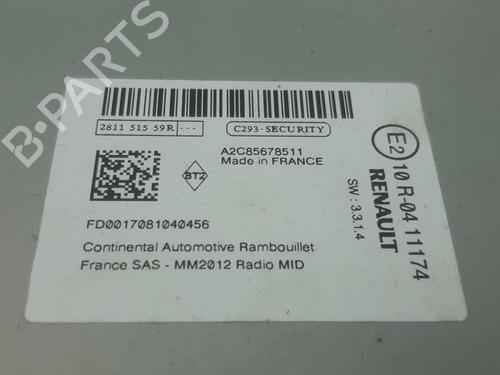 B-PARTS
2811 515 59R ---
C293-SECURITY
A2C85678511
Made in FRANCE
BT2
FD0017081040456
Continental Automotive Rambouillet
France SAS - MM2012 Radio MID
E2 10 R-04 11174
RENAULT
SW : 3.3.1.4